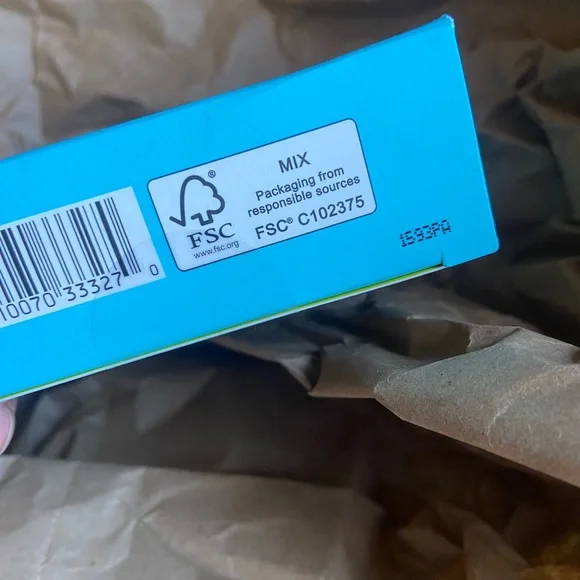 MIX
Packaging from
responsible sources
FSC® C102375
®
FSC
www.fsc.org
10070 33327 0
1593PA